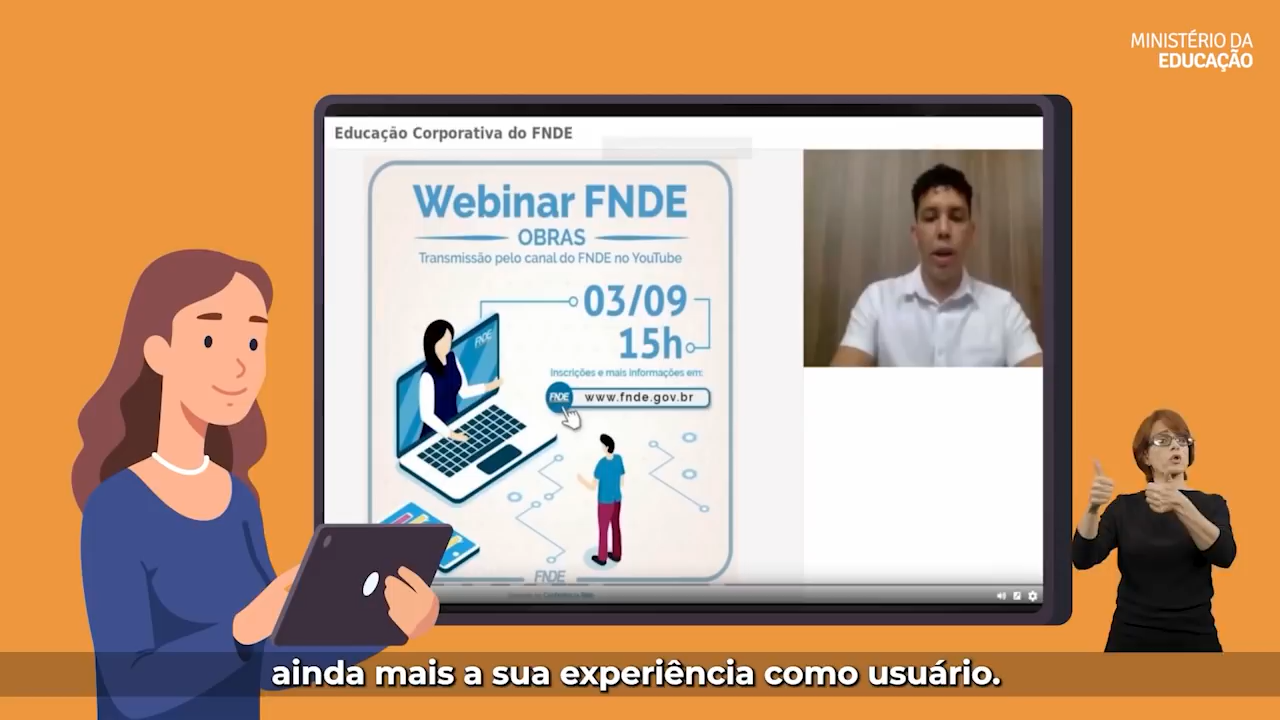 MINISTÉRIO DA
EDUCAÇÃO
Educação Corporativa do FNDE
Webinar FNDE
OBRAS
Transmissão pelo canal do FNDE no YouTube
03/09
15h
Inscrições e mais informações em:
FNDE www.fnde.gov.br
FNDE
FNDE
ainda mais a sua experiência como usuário.